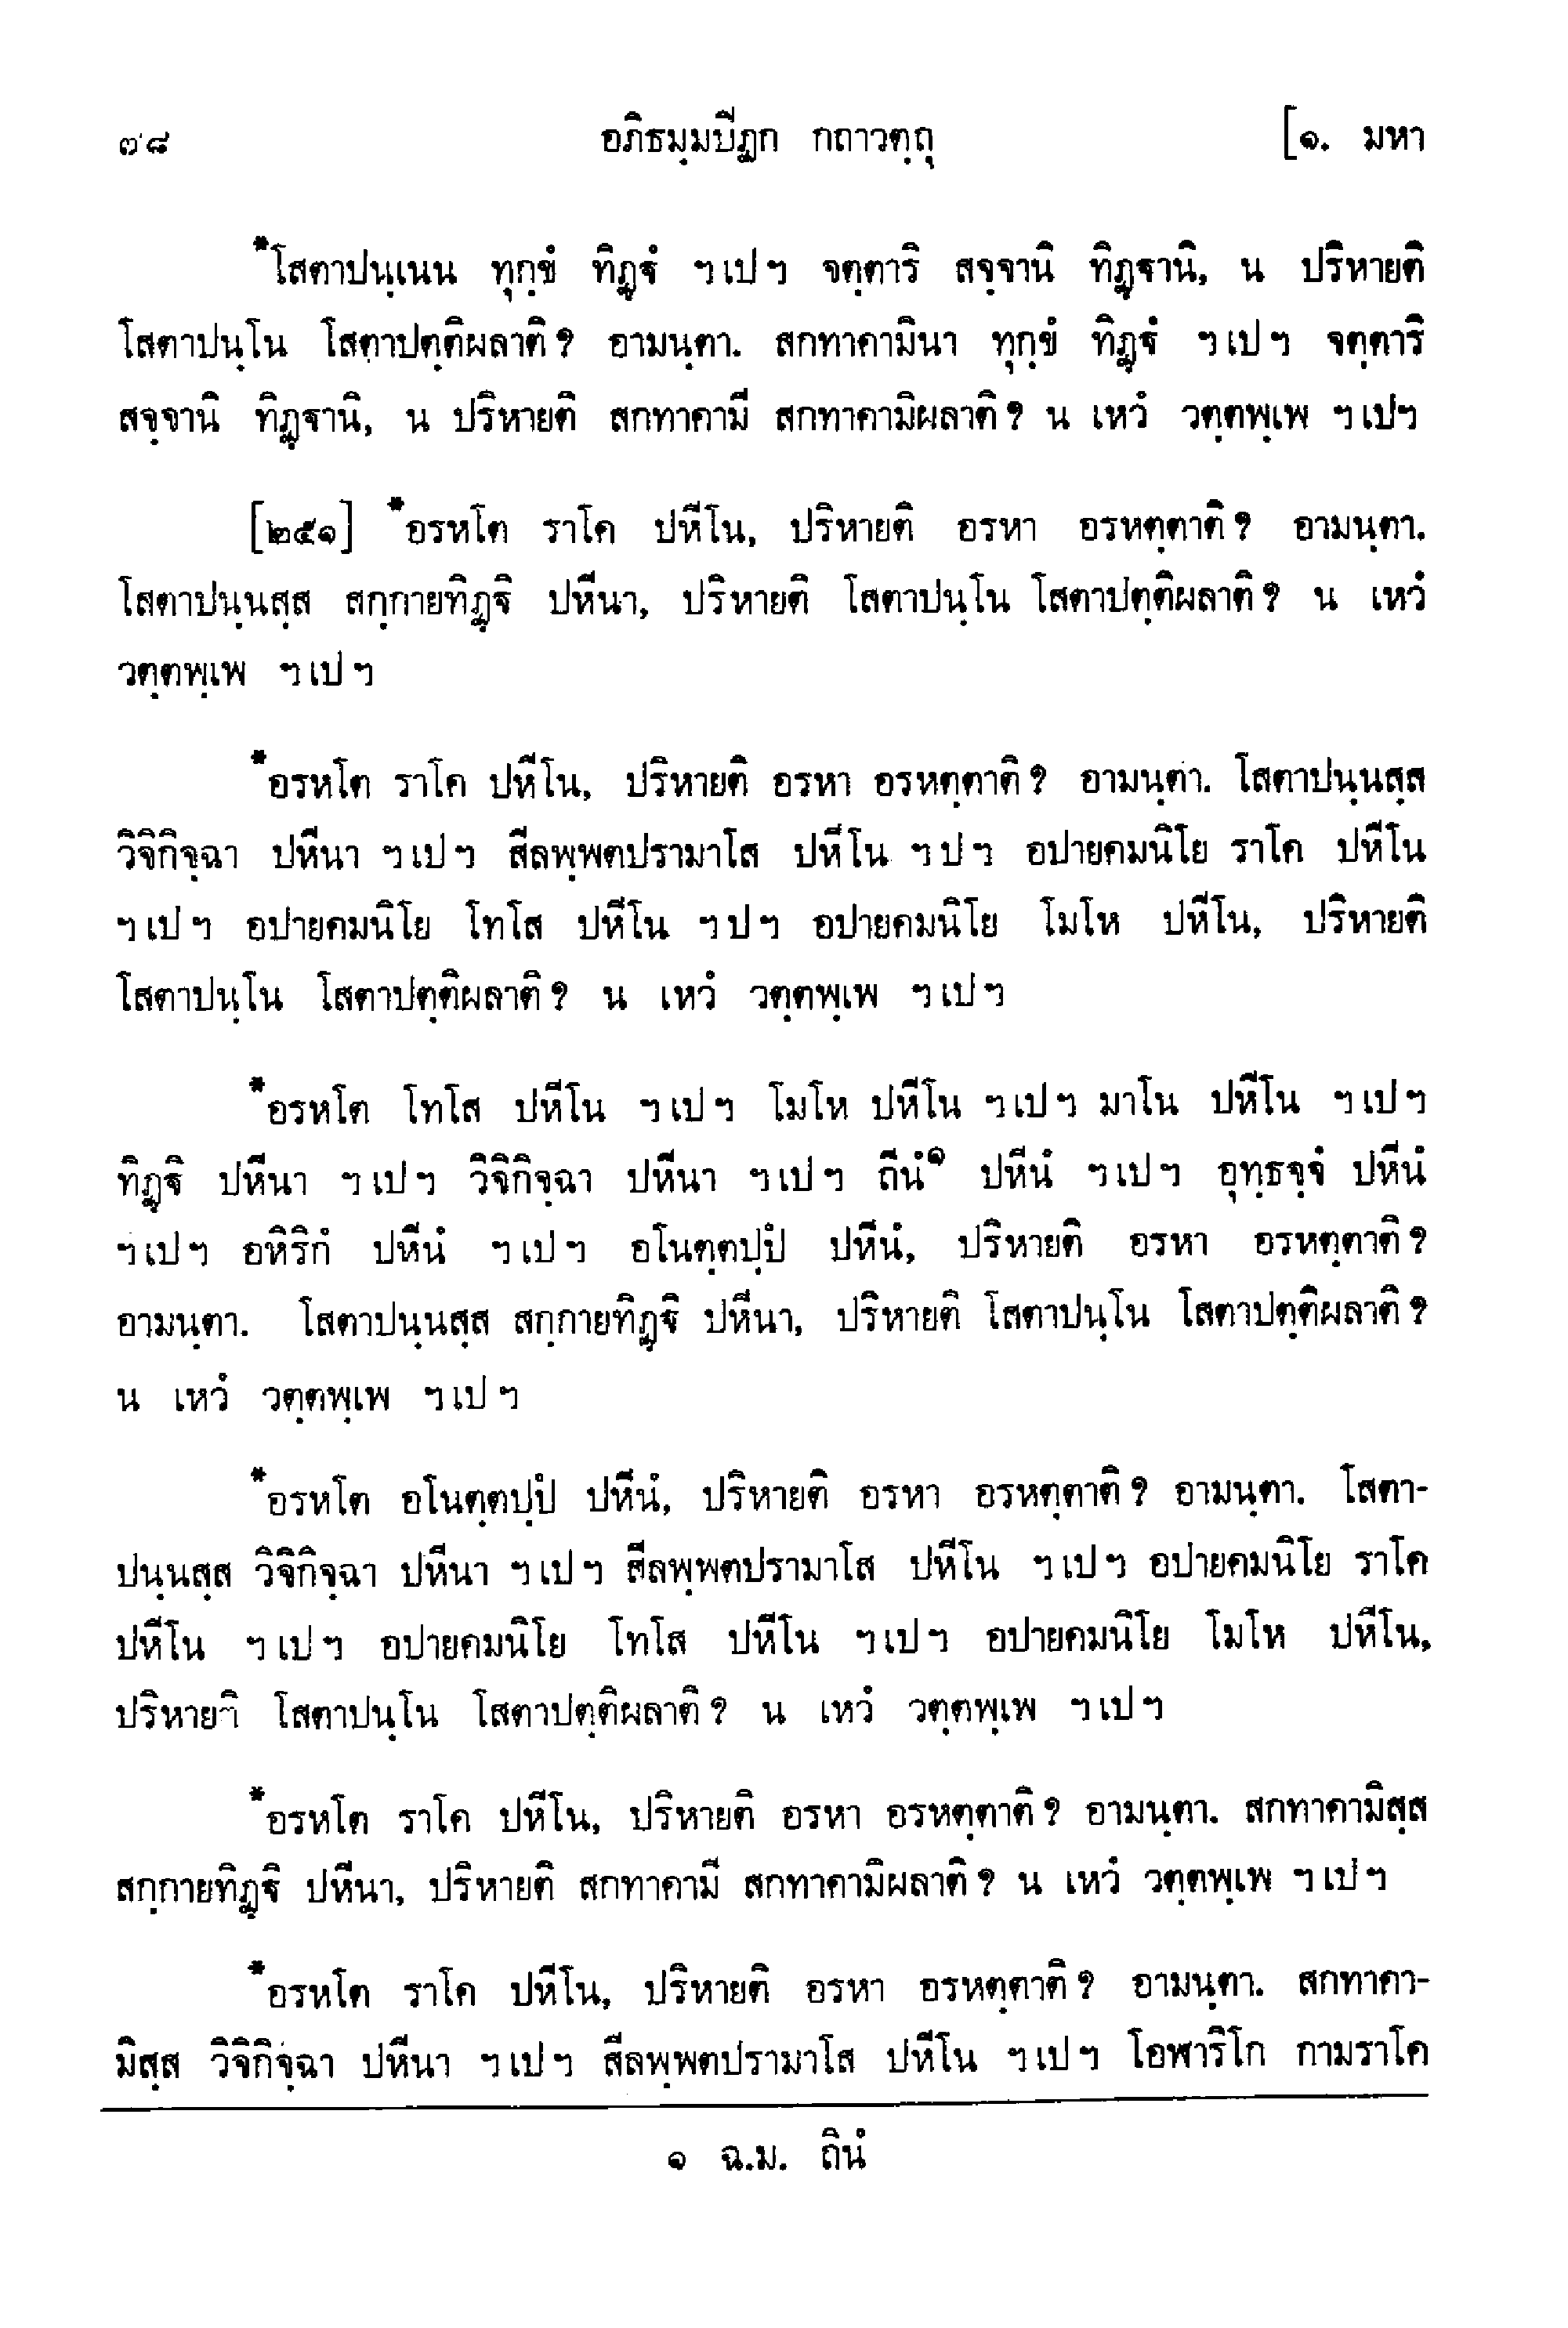 ๗๘ อภิธมฺมปิฏก กถาวตฺถุ [๑. มหา
*โสตาปนฺเนน ทุกฺขํ ทิฏฺฐํ ฯเปฯ จตฺตาริ สจฺจานิ ทิฏฺฐานิ, น ปริหายติ
โสตาปนฺโน โสตาปตฺติผลาติ? อามนฺตา. สกทาคามินา ทุกฺขํ ทิฏฺฐํ ฯเปฯ จตฺตาริ
สจฺจานิ ทิฏฺฐานิ, น ปริหายติ สกทาคามี สกทาคามิผลาติ? น เหวํ วตฺตพฺเพ ฯเปฯ
[๒๕๑] *อรหโต ราโค ปหีโน, ปริหายติ อรหา อรหตฺตาติ? อามนฺตา.
โสตาปนฺนสฺส สกฺกายทิฏฺฐิ ปหีนา, ปริหายติ โสตาปนฺโน โสตาปตฺติผลาติ? น เหวํ
วตฺตพฺเพ ฯเปฯ
*อรหโต ราโค ปหีโน, ปริหายติ อรหา อรหตฺตาติ? อามนฺตา. โสตาปนฺนสฺส
วิจิกิจฺฉา ปหีนา ฯเปฯ สีลพฺพตปรามาโส ปหีโน ฯปฯ อปายคมนิโย ราโค ปหีโน
ฯเปฯ อปายคมนิโย โทโส ปหีโน ฯปฯ อปายคมนิโย โมโห ปหีโน, ปริหายติ
โสตาปนฺโน โสตาปตฺติผลาติ? น เหวํ วตฺตพฺเพ ฯเปฯ
*อรหโต โทโส ปหีโน ฯเปฯ โมโห ปหีโน ฯเปฯ มาโน ปหีโน ฯเปฯ
ทิฏฺฐิ ปหีนา ฯเปฯ วิจิกิจฺฉา ปหีนา ฯเปฯ ถีนํ๑ ปหีนํ ฯเปฯ อุทฺธจฺจํ ปหีนํ
ฯเปฯ อหิริกํ ปหีนํ ฯเปฯ อโนตฺตปฺปํ ปหีนํ, ปริหายติ อรหา อรหตฺตาติ?
อามนฺตา. โสตาปนฺนสฺส สกฺกายทิฏฺฐิ ปหีนา, ปริหายติ โสตาปนฺโน โสตาปตฺติผลาติ?
น เหวํ วตฺตพฺเพ ฯเปฯ
*อรหโต อโนตฺตปฺปํ ปหีนํ, ปริหายติ อรหา อรหตฺตาติ? อามนฺตา. โสตา-
ปนฺนสฺส วิจิกิจฺฉา ปหีนา ฯเปฯ สีลพฺพตปรามาโส ปหีโน ฯเปฯ อปายคมนิโย ราโค
ปหีโน ฯเปฯ อปายคมนิโย โทโส ปหีโน ฯเปฯ อปายคมนิโย โมโห ปหีโน,
ปริหายติ โสตาปนฺโน โสตาปตฺติผลาติ? น เหวํ วตฺตพฺเพ ฯเปฯ
*อรหโต ราโค ปหีโน, ปริหายติ อรหา อรหตฺตาติ? อามนฺตา. สกทาคามิสฺส
สกฺกายทิฏฺฐิ ปหีนา, ปริหายติ สกทาคามี สกทาคามิผลาติ? น เหวํ วตฺตพฺเพ ฯเปฯ
*อรหโต ราโค ปหีโน, ปริหายติ อรหา อรหตฺตาติ? อามนฺตา. สกทาคา-
มิสฺส วิจิกิจฺฉา ปหีนา ฯเปฯ สีลพฺพตปรามาโส ปหีโน ฯเปฯ โอฬาริโก กามราโค
๑ ฉ.ม. ถินํ